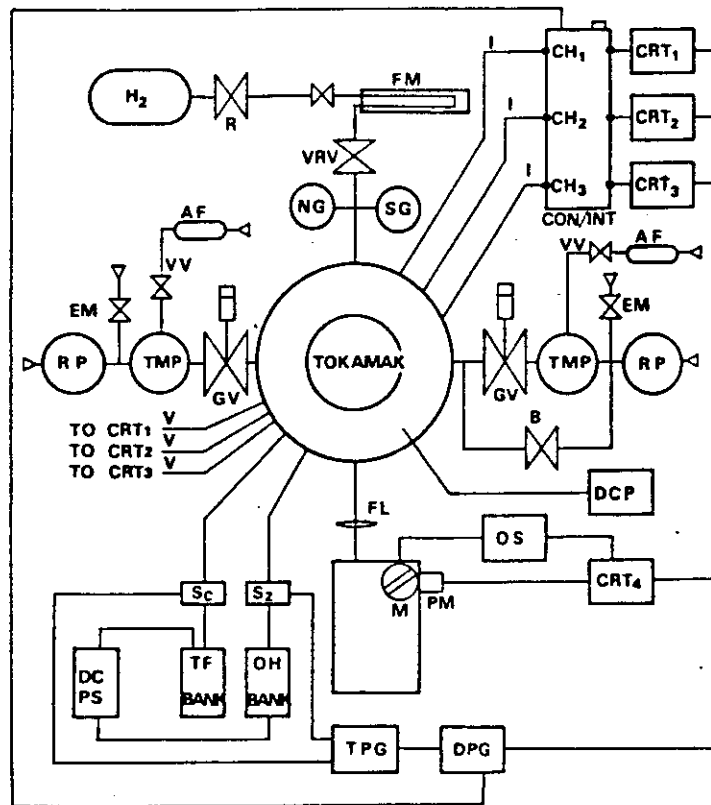 I
CH₁
CRT₁
FM
H₂
R
I
CH₂
CRT₂
VRV
I
CH₃
CRT₃
NG
SG
CON/INT
AF
VV
AF
VV
EM
EM
RP
TMP
GV
TOKAMAK
GV
TMP
RP
B
V
TO CRT₁
V
TO CRT₂
V
TO CRT₃
DCP
FL
OS
S_C
S₂
M
PM
CRT₄
DC
PS
TF
BANK
OH
BANK
TPG
DPG